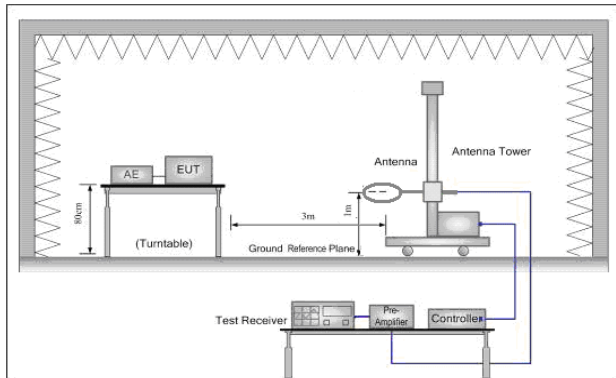 AE
EUT
80cm
(Turntable)
3m
1m
Antenna
Antenna Tower
Ground Reference Plane
Test Receiver
Pre-
Amplifier
Controller